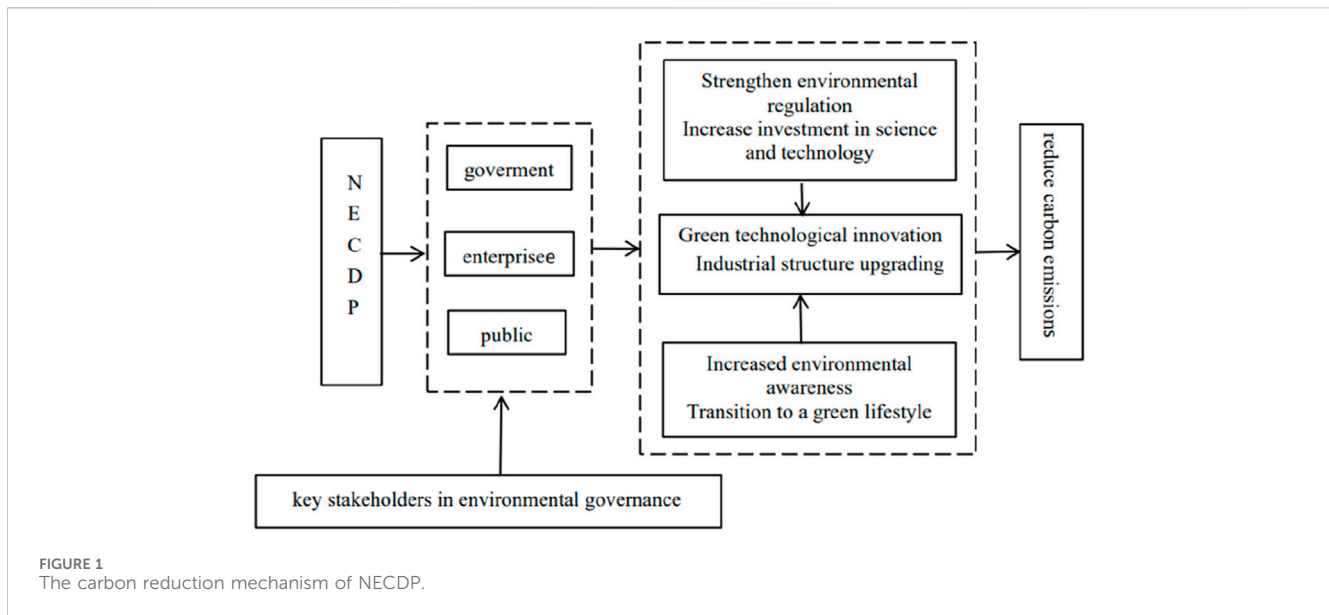 N
E
C
D
P
goverment
enterprisee
public
key stakeholders in environmental governance
Strengthen environmental
regulation
Increase investment in science
and technology
Green technological innovation
Industrial structure upgrading
Increased environmental
awareness
Transition to a green lifestyle
reduce carbon emissions
FIGURE 1
The carbon reduction mechanism of NECDP.